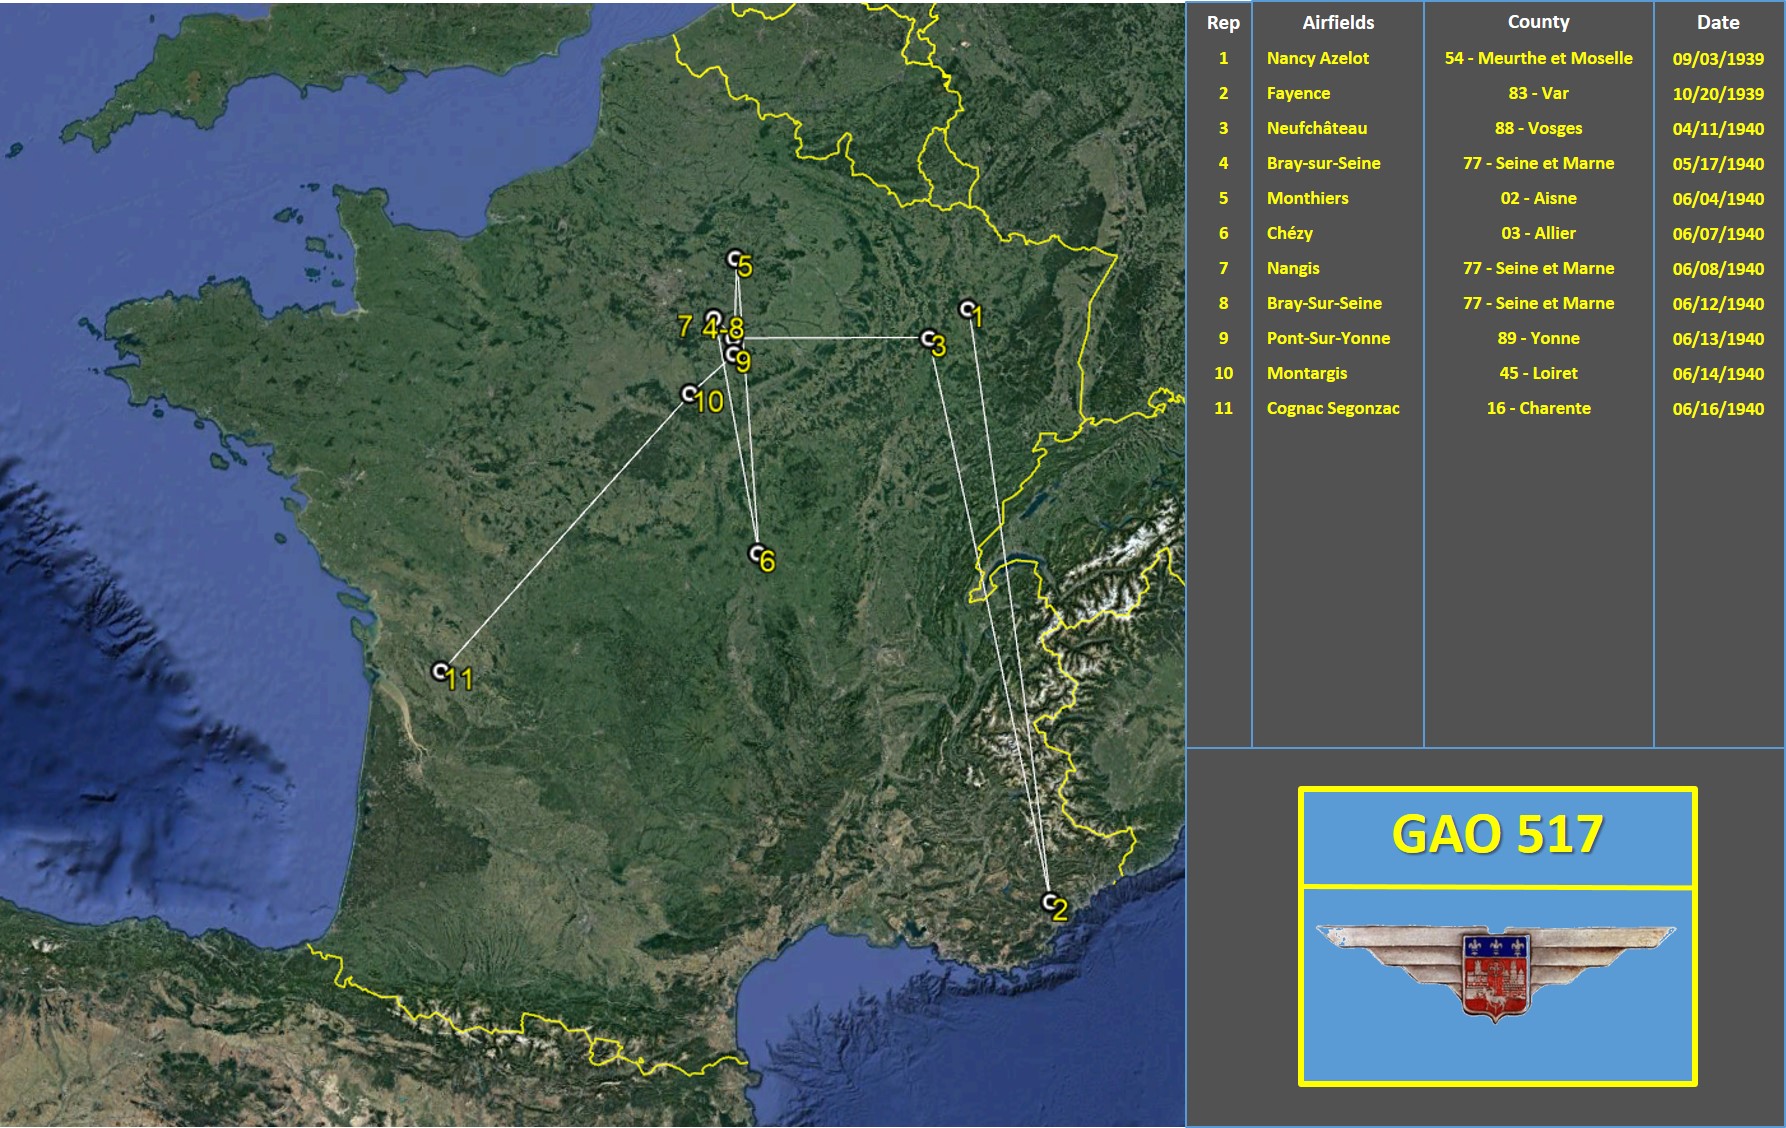 Rep Airfields County Date
1 Nancy Azelot 54 - Meurthe et Moselle 09/03/1939
2 Fayence 83 - Var 10/20/1939
3 Neufchâteau 88 - Vosges 04/11/1940
4 Bray-sur-Seine 77 - Seine et Marne 05/17/1940
5 Monthiers 02 - Aisne 06/04/1940
6 Chézy 03 - Allier 06/07/1940
7 Nangis 77 - Seine et Marne 06/08/1940
8 Bray-Sur-Seine 77 - Seine et Marne 06/12/1940
9 Pont-Sur-Yonne 89 - Yonne 06/13/1940
10 Montargis 45 - Loiret 06/14/1940
11 Cognac Segonzac 16 - Charente 06/16/1940
5
1
7 4-8
3
9
10
6
11
2
GAO 517